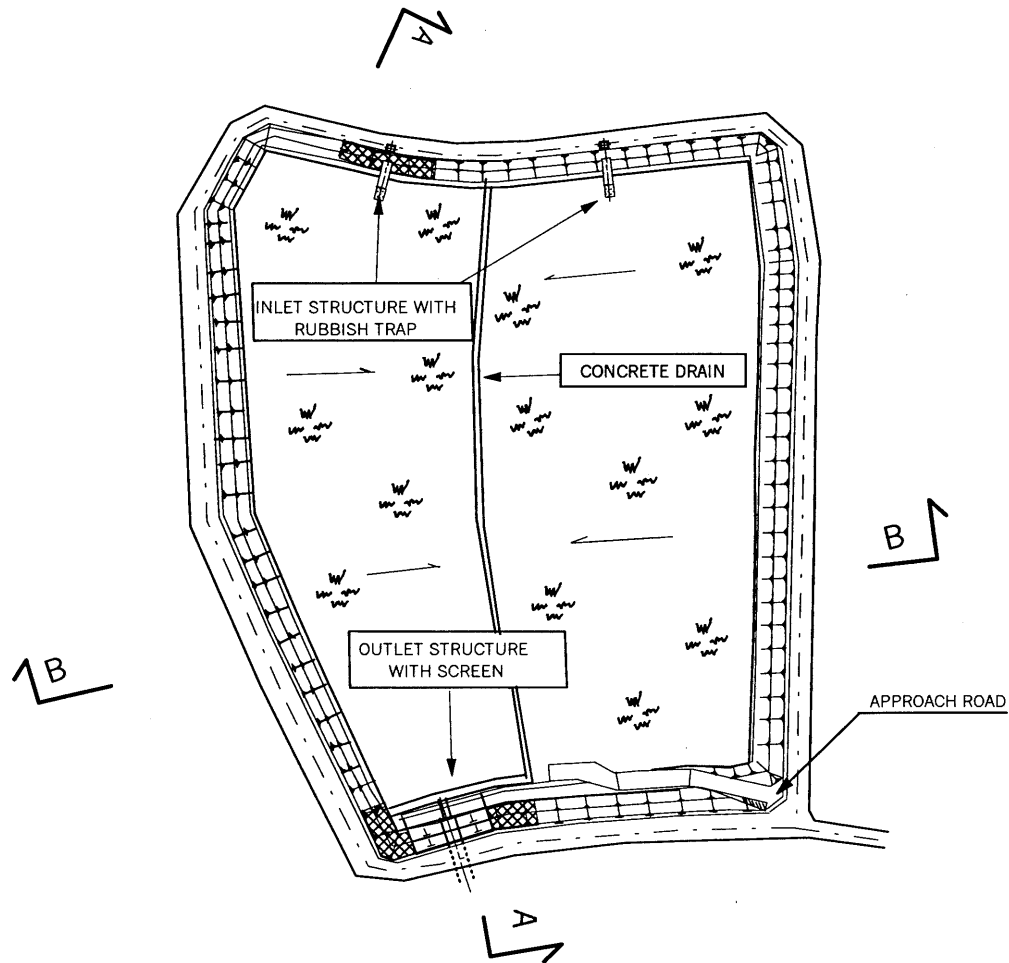 A
INLET STRUCTURE WITH
RUBBISH TRAP
CONCRETE DRAIN
B
OUTLET STRUCTURE
WITH SCREEN
B
APPROACH ROAD
A